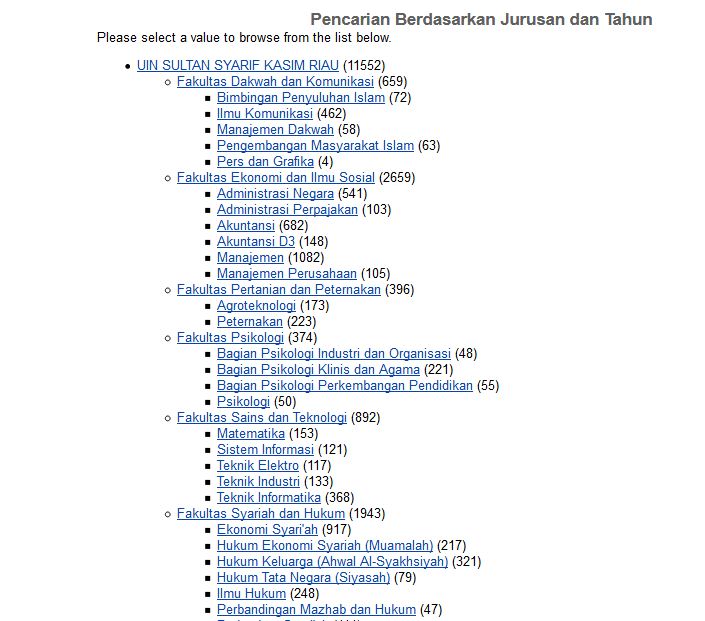 Pencarian Berdasarkan Jurusan dan Tahun
Please select a value to browse from the list below.
UIN SULTAN SYARIF KASIM RIAU (11552)
Fakultas Dakwah dan Komunikasi (659)
Bimbingan Penyuluhan Islam (72)
Ilmu Komunikasi (462)
Manajemen Dakwah (58)
Pengembangan Masyarakat Islam (63)
Pers dan Grafika (4)
Fakultas Ekonomi dan Ilmu Sosial (2659)
Administrasi Negara (541)
Administrasi Perpajakan (103)
Akuntansi (682)
Akuntansi D3 (148)
Manajemen (1082)
Manajemen Perusahaan (105)
Fakultas Pertanian dan Peternakan (396)
Agroteknologi (173)
Peternakan (223)
Fakultas Psikologi (374)
Bagian Psikologi Industri dan Organisasi (48)
Bagian Psikologi Klinis dan Agama (221)
Bagian Psikologi Perkembangan Pendidikan (55)
Psikologi (50)
Fakultas Sains dan Teknologi (892)
Matematika (153)
Sistem Informasi (121)
Teknik Elektro (117)
Teknik Industri (133)
Teknik Informatika (368)
Fakultas Syariah dan Hukum (1943)
Ekonomi Syari'ah (917)
Hukum Ekonomi Syariah (Muamalah) (217)
Hukum Keluarga (Ahwal Al-Syakhsiyah) (321)
Hukum Tata Negara (Siyasah) (79)
Ilmu Hukum (248)
Perbandingan Mazhab dan Hukum (47)